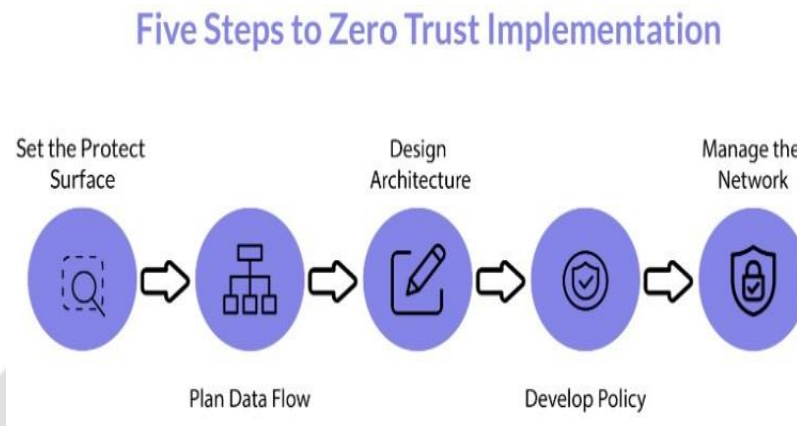 Five Steps to Zero Trust Implementation
Set the Protect
Surface
Plan Data Flow
Design
Architecture
Develop Policy
Manage the
Network